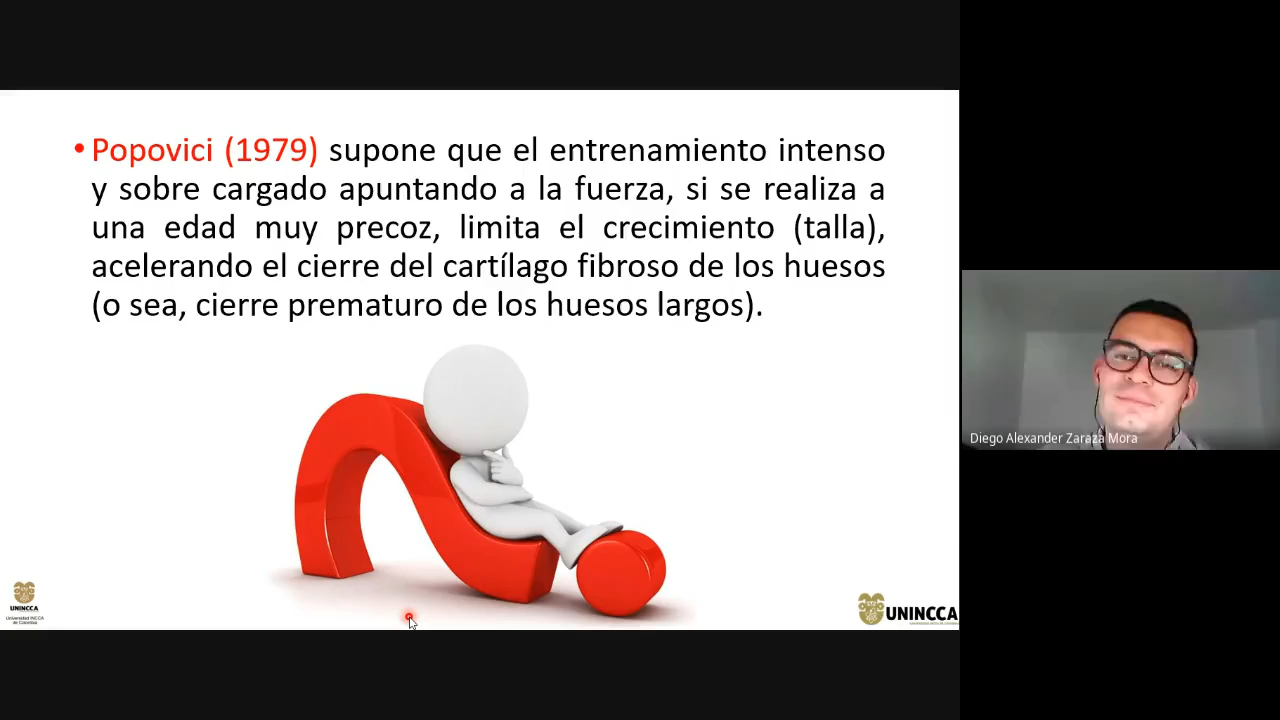 • Popovici (1979) supone que el entrenamiento intenso
y sobre cargado apuntando a la fuerza, si se realiza a
una edad muy precoz, limita el crecimiento (talla),
acelerando el cierre del cartílago fibroso de los huesos
(o sea, cierre prematuro de los huesos largos).
Diego Alexander Zaraza Mora
UNINCCA
Universidad INCCA
de Colombia
UNINCCA